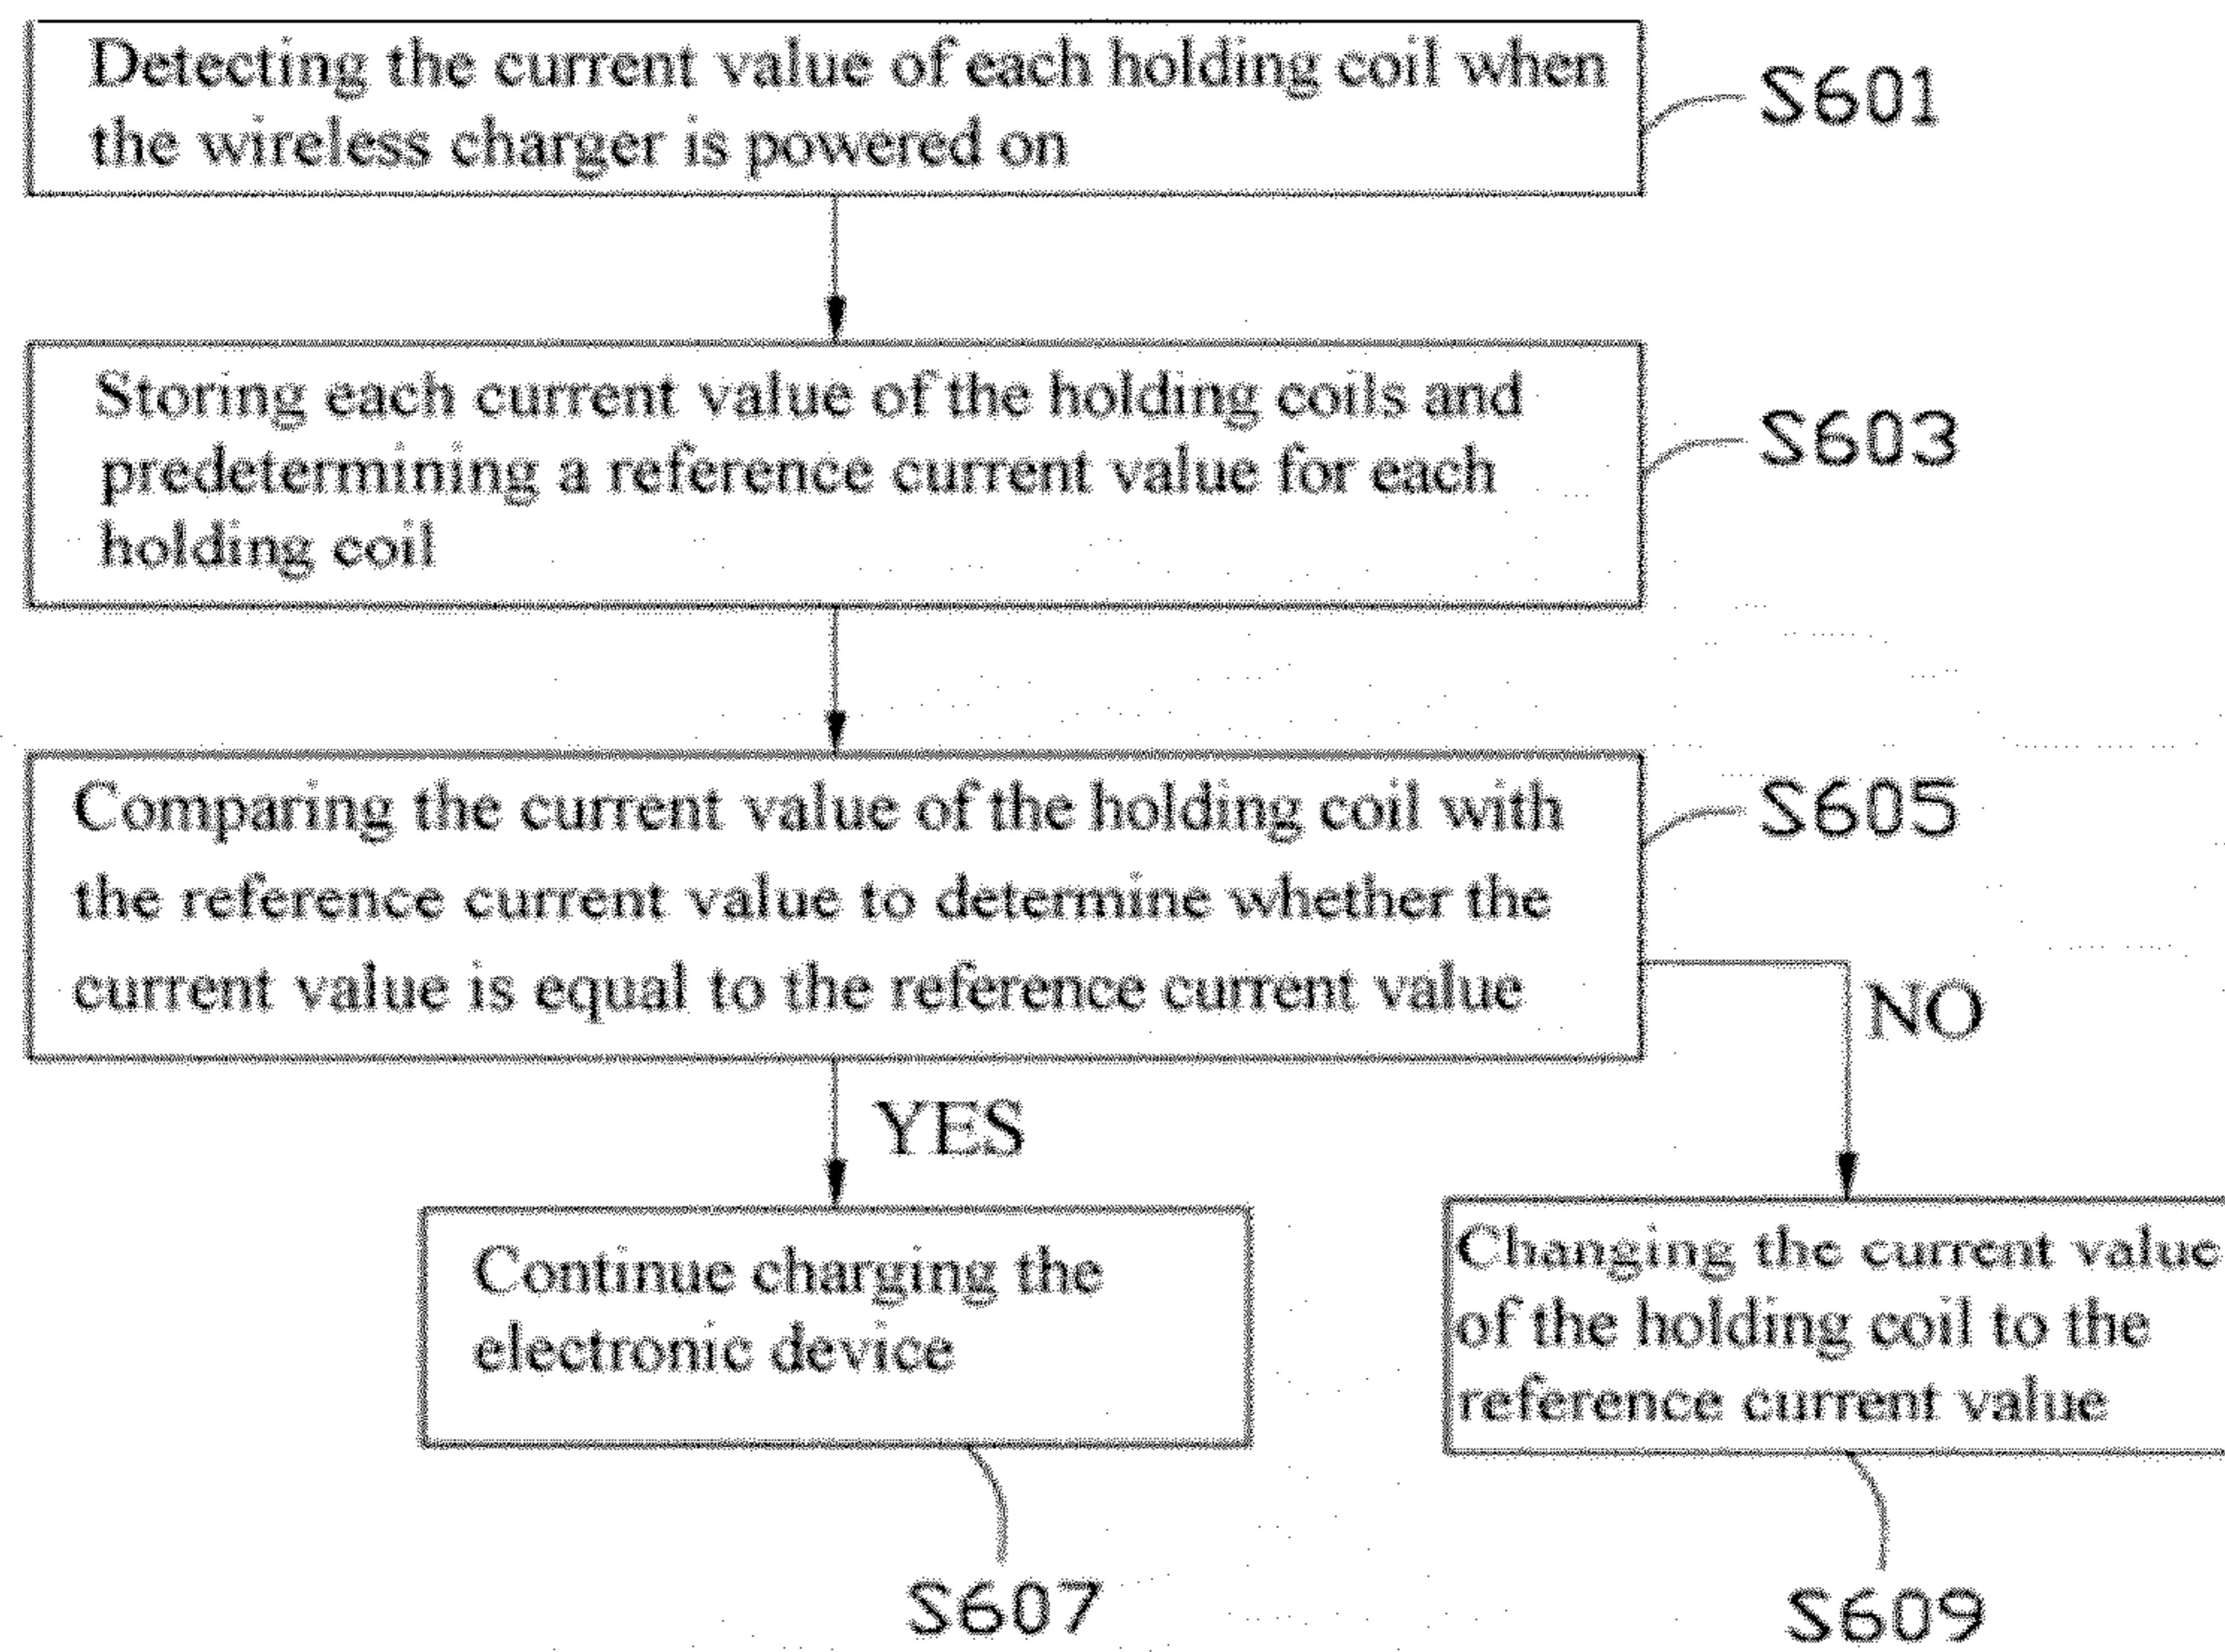 Detecting the current value of each holding coil when
the wireless charger is powered on
S601
Storing each current value of the holding coils and
predetermining a reference current value for each
holding coil
S603
Comparing the current value of the holding coil with
the reference current value to determine whether the
current value is equal to the reference current value
S605
NO
YES
Continue charging the
electronic device
Changing the current value
of the holding coil to the
reference current value
S607
S609